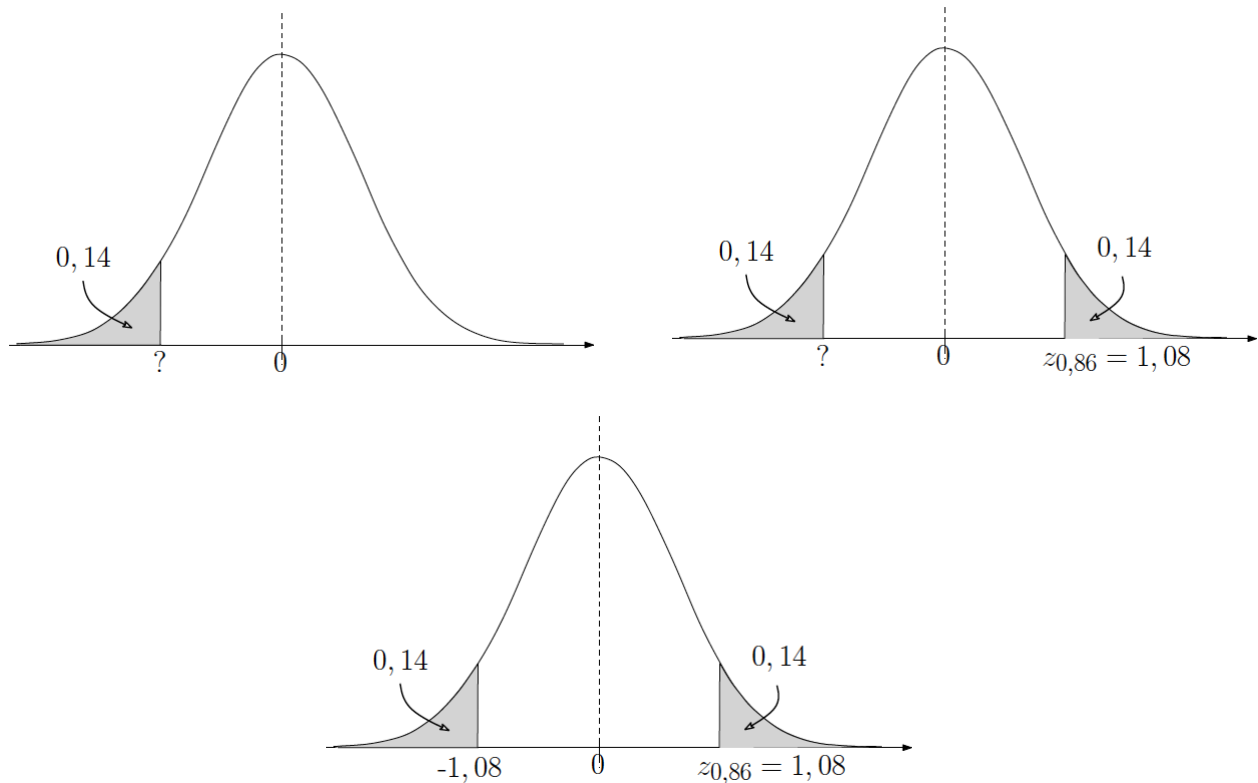 0, 14
? 0
0, 14 0, 14
? 0 z0,86 = 1, 08
0, 14 0, 14
-1, 08 0 z0,86 = 1, 08